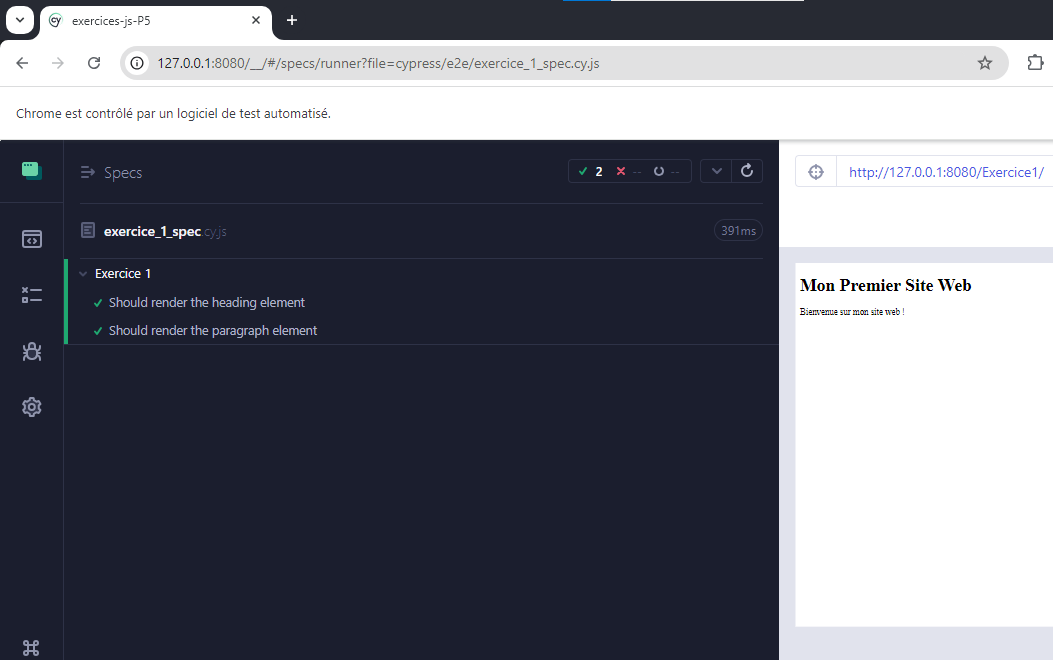 exercices-js-P5
127.0.0.1:8080/__/#/specs/runner?file=cypress/e2e/exercice_1_spec.cy.js
Chrome est contrôlé par un logiciel de test automatisé.
Specs
2 -- --
http://127.0.0.1:8080/Exercice1/
exercice_1_spec.cy.js
391ms
Exercice 1
Should render the heading element
Should render the paragraph element
Mon Premier Site Web
Bienvenue sur mon site web !